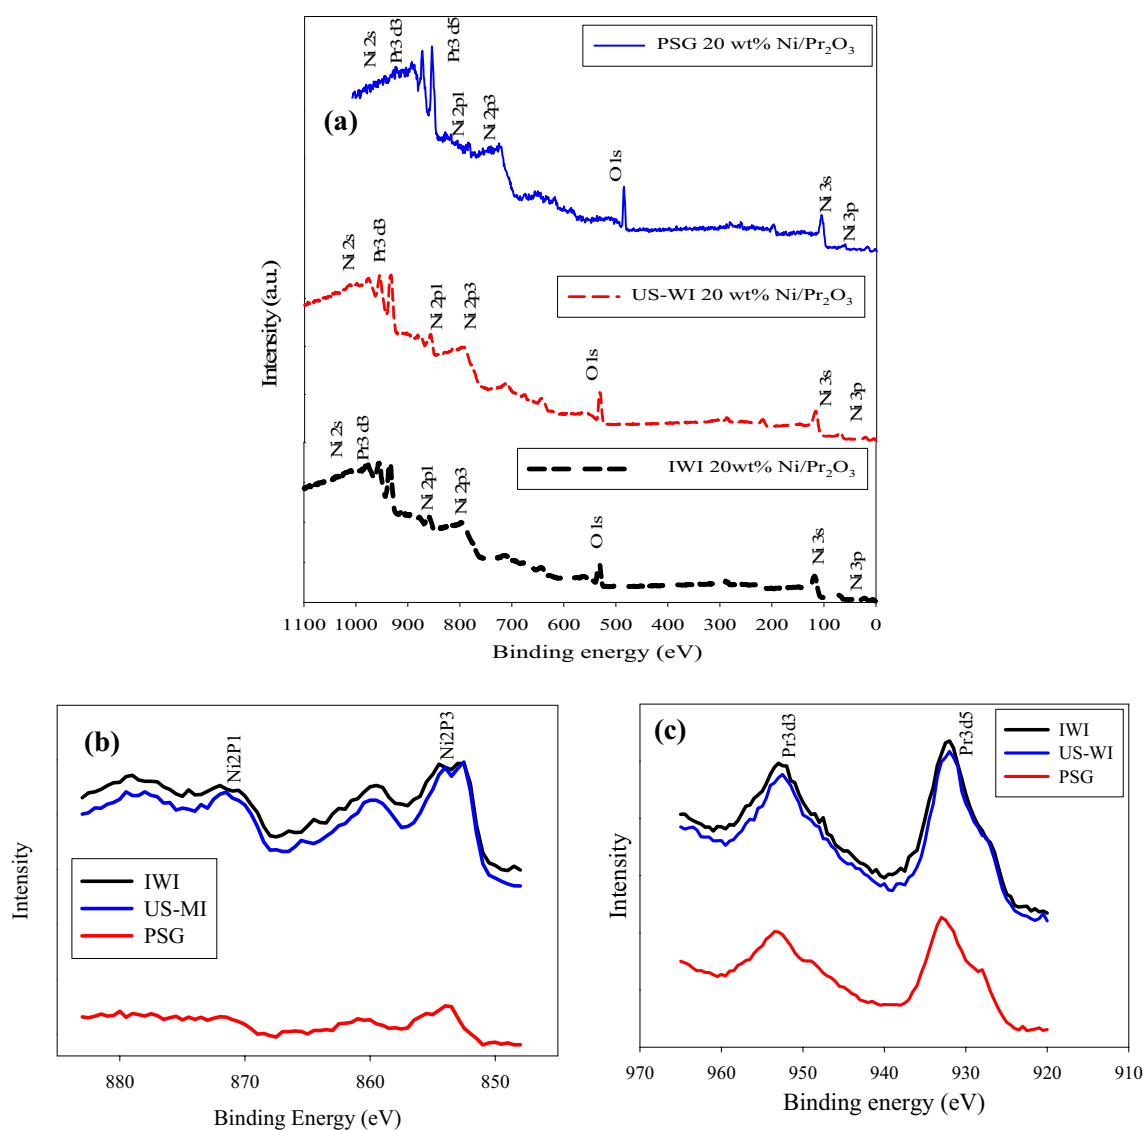 PSG 20 wt% Ni/Pr₂O₃
Ni 2s
Pr3 d3
Pr3 d5
(a)
Ni 2p1
Ni 2p3
O 1s
Ni 3s
Ni 3p
US-WI 20 wt% Ni/Pr₂O₃
Ni 2s
Pr3 d3
Ni 2p1
Ni 2p3
O 1s
Ni 3s
Ni 3p
IWI 20wt% Ni/Pr₂O₃
Ni 2s
Pr3 d3
Ni 2p1
Ni 2p3
O 1s
Ni 3s
Ni 3p
Intensity (a.u.)
1100 1000 900 800 700 600 500 400 300 200 100 0
Binding energy (eV)
(b)
Ni2P1
Ni2P3
IWI
US-MI
PSG
Intensity
880 870 860 850
Binding Energy (eV)
(c)
Pr3d3
Pr3d5
IWI
US-WI
PSG
Intensity
970 960 950 940 930 920 910
Binding energy (eV)